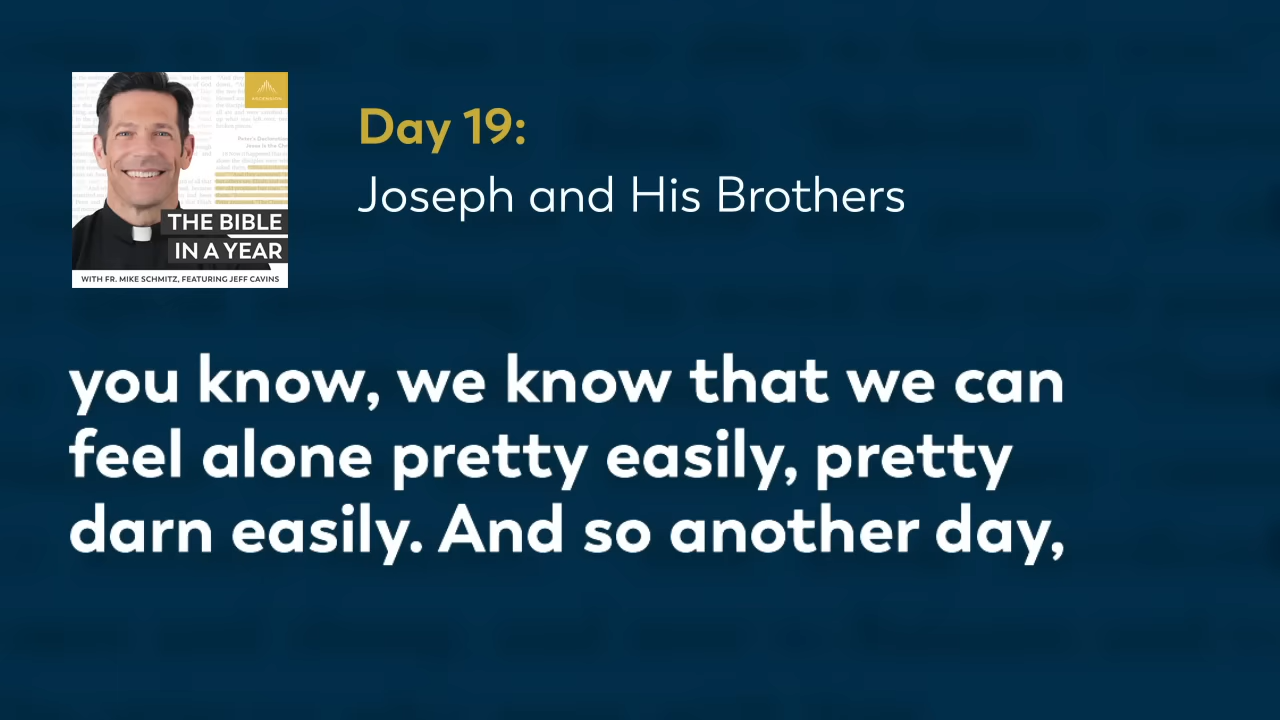 THE BIBLE
IN A YEAR
WITH FR. MIKE SCHMITZ, FEATURING JEFF CAVINS
Day 19:
Joseph and His Brothers
you know, we know that we can
feel alone pretty easily, pretty
darn easily. And so another day,